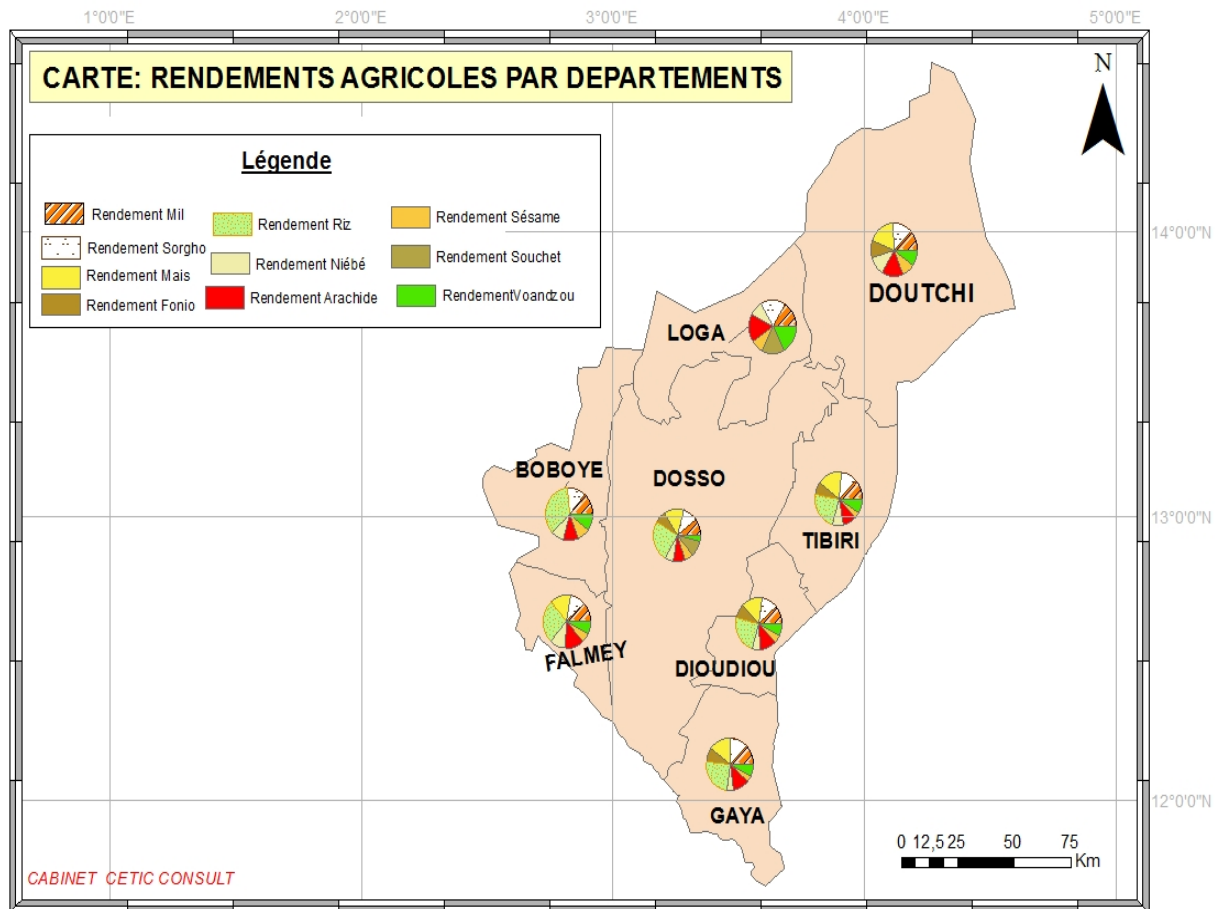 1°00"E 2°0'0"E 3°0'0"E 4°0'0"E 5°0'0"E
CARTE: RENDEMENTS AGRICOLES PAR DEPARTEMENTS
N
Légende
Rendement Mil
Rendement Sorgho
Rendement Mais
Rendement Fonio
Rendement Riz
Rendement Niébé
Rendement Arachide
Rendement Sésame
Rendement Souchet
RendementVoandzou
14°0'0"N
DOUTCHI
LOGA
BOBOYE
DOSSO
13°0'0"N
TIBIRI
FALMEY
DIOUDIOU
12°0'0"N
GAYA
0 12,5 25 50 75
Km
CABINET CETIC CONSULT